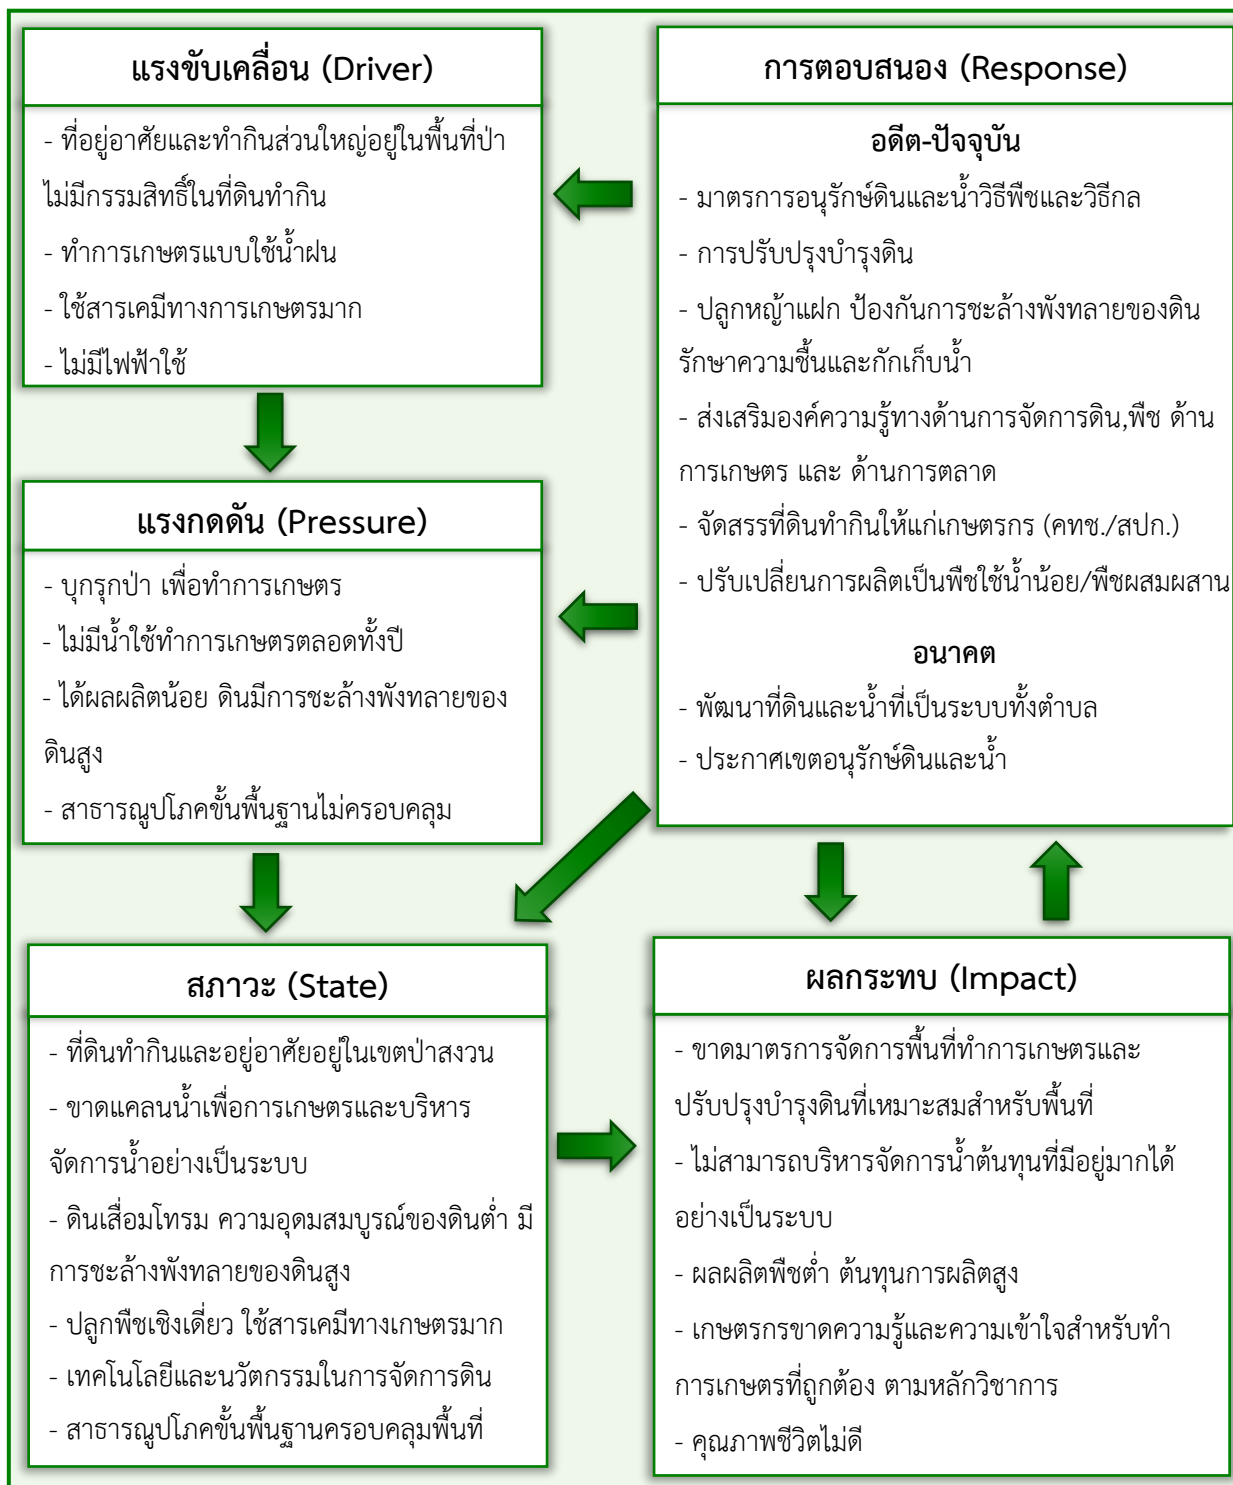 แรงขับเคลื่อน (Driver)
- ที่อยู่อาศัยและทำกินส่วนใหญ่อยู่ในพื้นที่ป่า
ไม่มีกรรมสิทธิ์ในที่ดินทำกิน
- ทำการเกษตรแบบใช้น้ำฝน
- ใช้สารเคมีทางการเกษตรมาก
- ไม่มีไฟฟ้าใช้
แรงกดดัน (Pressure)
- บุกรุกป่า เพื่อทำการเกษตร
- ไม่มีน้ำใช้ทำการเกษตรตลอดทั้งปี
- ได้ผลผลิตน้อย ดินมีการชะล้างพังทลายของ
ดินสูง
- สาธารณูปโภคขั้นพื้นฐานไม่ครอบคลุม
สภาวะ (State)
- ที่ดินทำกินและอยู่อาศัยอยู่ในเขตป่าสงวน
- ขาดแคลนน้ำเพื่อการเกษตรและบริหาร
จัดการน้ำอย่างเป็นระบบ
- ดินเสื่อมโทรม ความอุดมสมบูรณ์ของดินต่ำ มี
การชะล้างพังทลายของดินสูง
- ปลูกพืชเชิงเดี่ยว ใช้สารเคมีทางเกษตรมาก
- เทคโนโลยีและนวัตกรรมในการจัดการดิน
- สาธารณูปโภคขั้นพื้นฐานครอบคลุมพื้นที่
การตอบสนอง (Response)
อดีต-ปัจจุบัน
- มาตรการอนุรักษ์ดินและน้ำวิธีพืชและวิธีกล
- การปรับปรุงบำรุงดิน
- ปลูกหญ้าแฝก ป้องกันการชะล้างพังทลายของดิน
รักษาความชื้นและกักเก็บน้ำ
- ส่งเสริมองค์ความรู้ทางด้านการจัดการดิน,พืช ด้าน
การเกษตร และ ด้านการตลาด
- จัดสรรที่ดินทำกินให้แก่เกษตรกร (คทช./สปก.)
- ปรับเปลี่ยนการผลิตเป็นพืชใช้น้ำน้อย/พืชผสมผสาน
อนาคต
- พัฒนาที่ดินและน้ำที่เป็นระบบทั้งตำบล
- ประกาศเขตอนุรักษ์ดินและน้ำ
ผลกระทบ (Impact)
- ขาดมาตรการจัดการพื้นที่ทำการเกษตรและ
ปรับปรุงบำรุงดินที่เหมาะสมสำหรับพื้นที่
- ไม่สามารถบริหารจัดการน้ำต้นทุนที่มีอยู่มากได้
อย่างเป็นระบบ
- ผลผลิตพืชต่ำ ต้นทุนการผลิตสูง
- เกษตรกรขาดความรู้และความเข้าใจสำหรับทำ
การเกษตรที่ถูกต้อง ตามหลักวิชาการ
- คุณภาพชีวิตไม่ดี